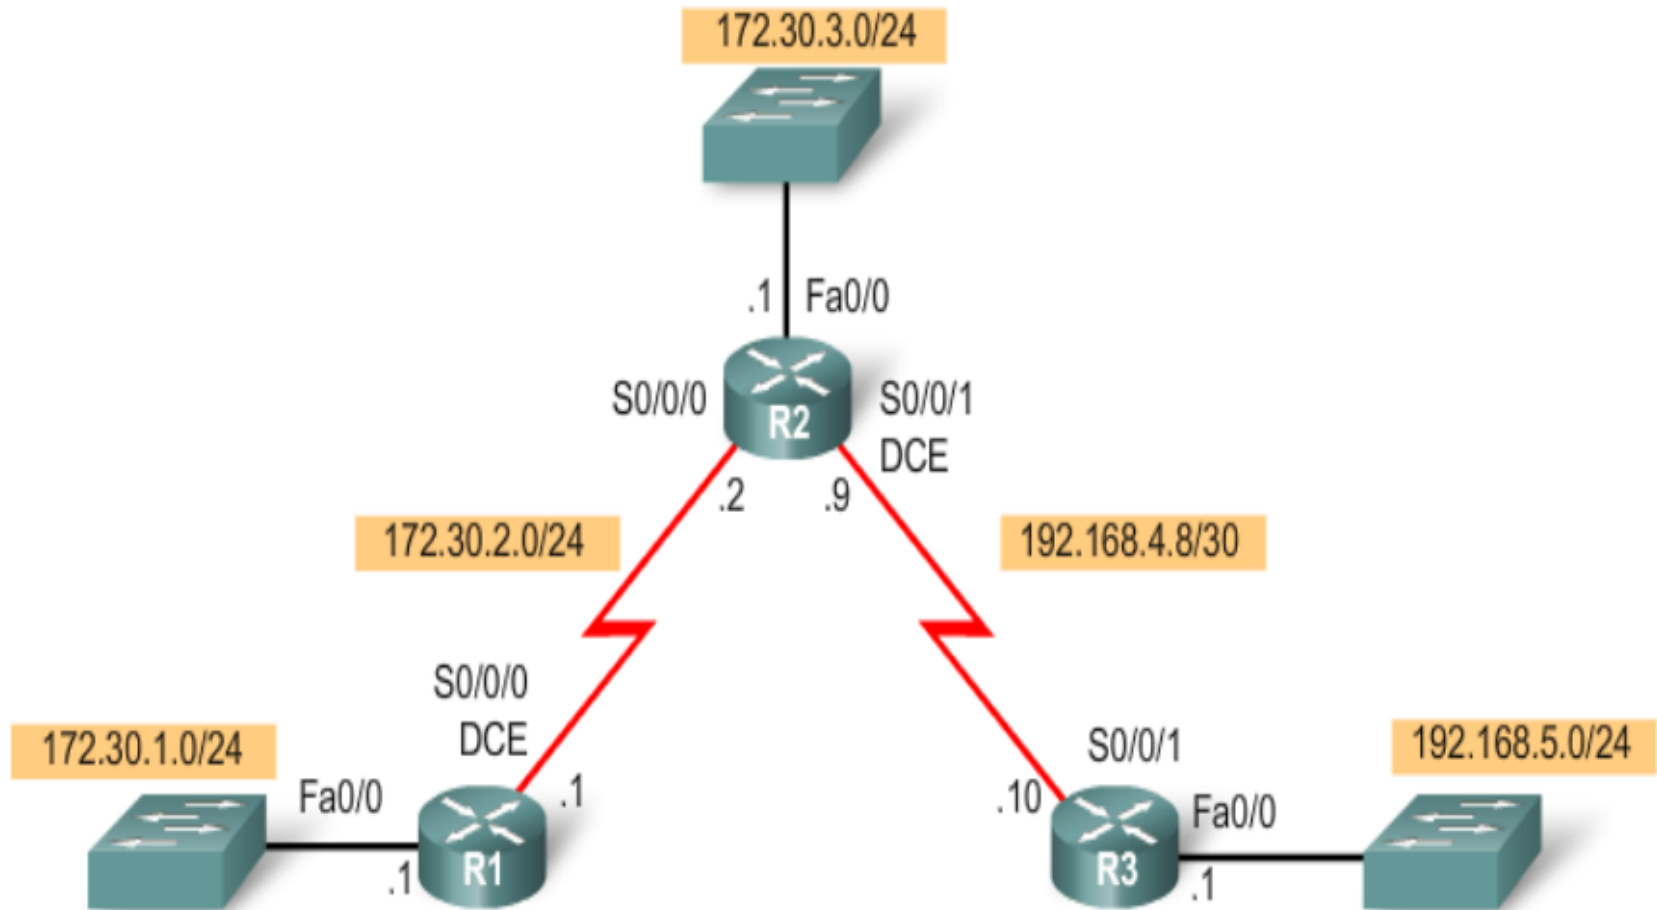 172.30.3.0/24
.1
Fa0/0
S0/0/0
R2
S0/0/1
DCE
.2
.9
172.30.2.0/24
192.168.4.8/30
S0/0/0
DCE
172.30.1.0/24
Fa0/0
.1
R1
.1
S0/0/1
192.168.5.0/24
.10
Fa0/0
R3
.1